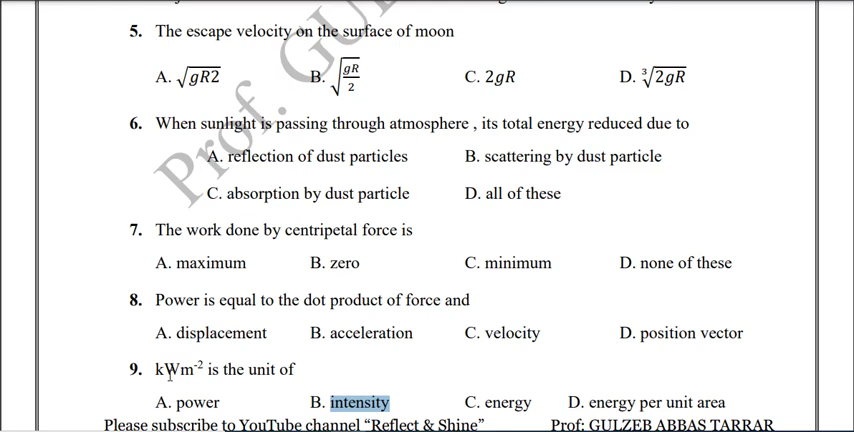 5. The escape velocity on the surface of moon
A. √gR2 B. √gR/2 C. 2gR D. ∛2gR
6. When sunlight is passing through atmosphere , its total energy reduced due to
A. reflection of dust particles B. scattering by dust particle
C. absorption by dust particle D. all of these
7. The work done by centripetal force is
A. maximum B. zero C. minimum D. none of these
8. Power is equal to the dot product of force and
A. displacement B. acceleration C. velocity D. position vector
9. kWm⁻² is the unit of
A. power B. intensity C. energy D. energy per unit area
Please subscribe to YouTube channel “Reflect & Shine” Prof: GULZEB ABBAS TARRAR
Prof. GU